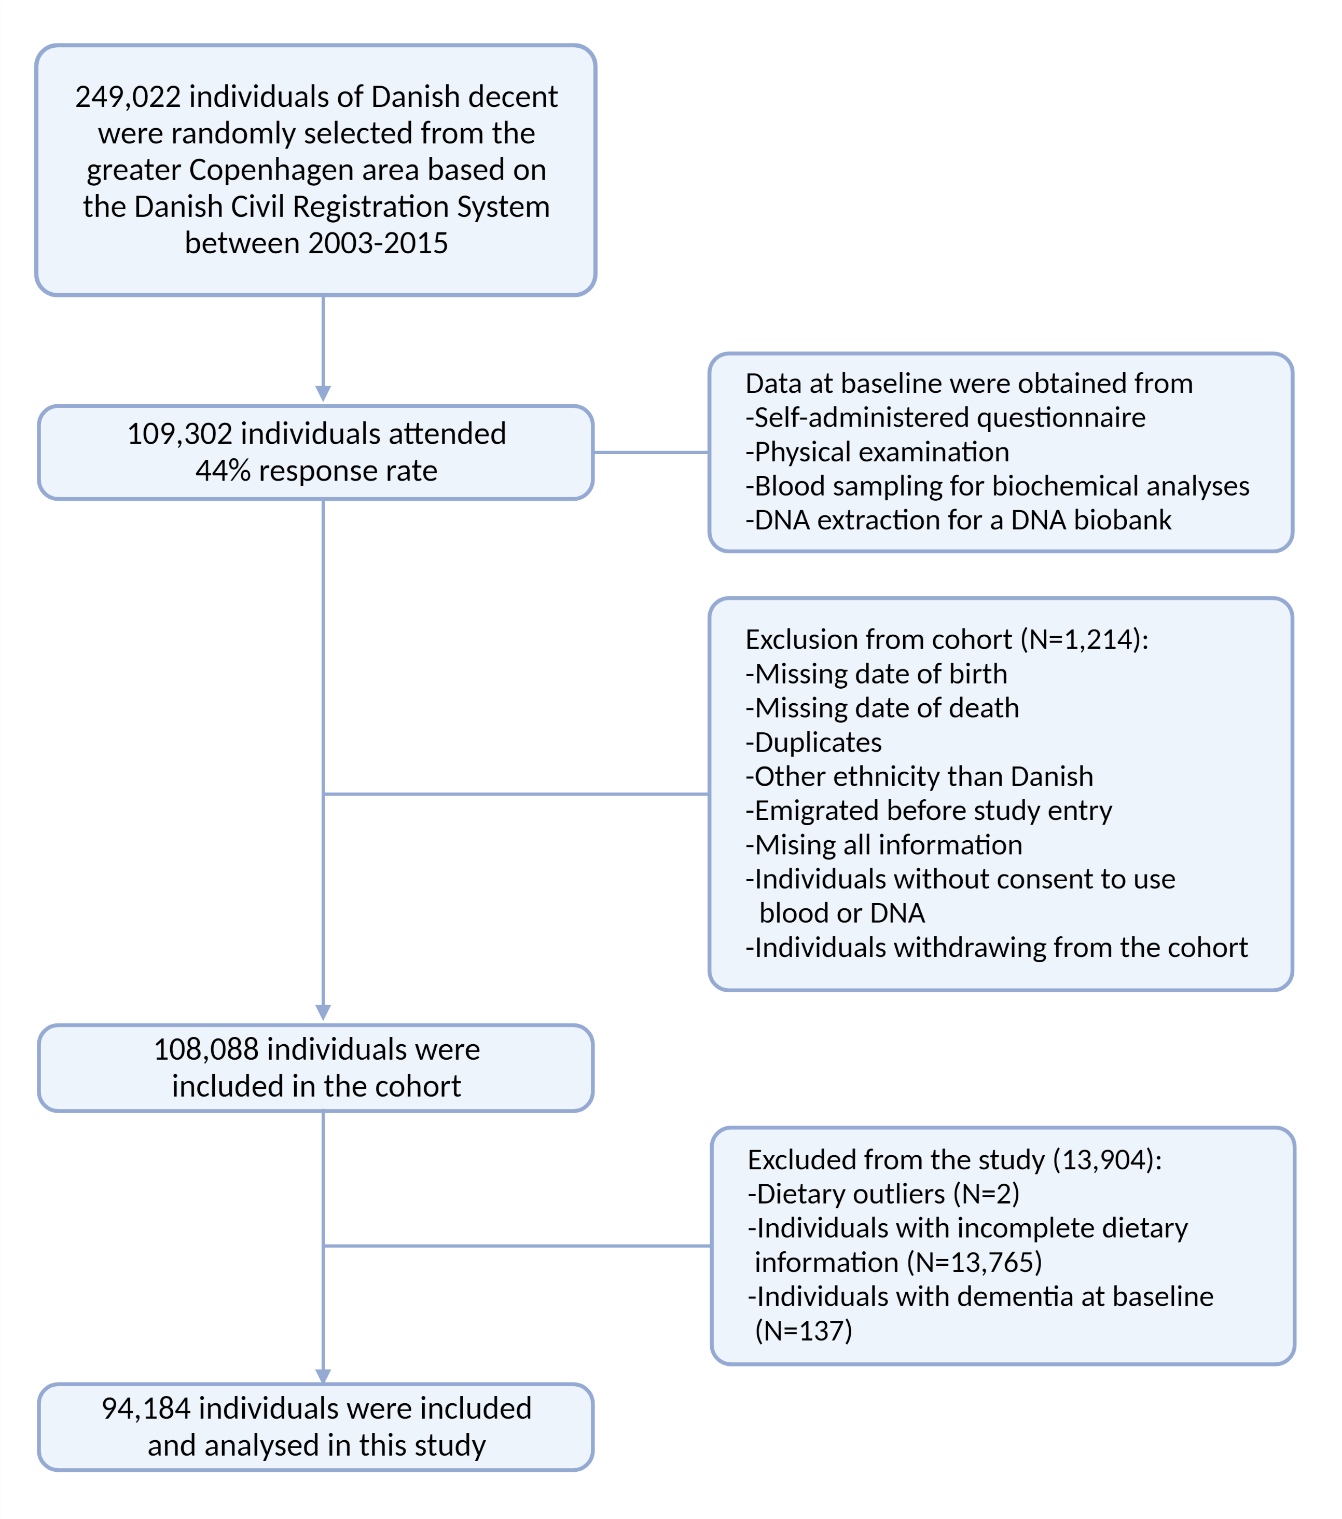 249,022 individuals of Danish decent
were randomly selected from the
greater Copenhagen area based on
the Danish Civil Registration System
between 2003-2015
109,302 individuals attended
44% response rate
Data at baseline were obtained from
-Self-administered questionnaire
-Physical examination
-Blood sampling for biochemical analyses
-DNA extraction for a DNA biobank
Exclusion from cohort (N=1,214):
-Missing date of birth
-Missing date of death
-Duplicates
-Other ethnicity than Danish
-Emigrated before study entry
-Mising all information
-Individuals without consent to use
blood or DNA
-Individuals withdrawing from the cohort
108,088 individuals were
included in the cohort
Excluded from the study (13,904):
-Dietary outliers (N=2)
-Individuals with incomplete dietary
information (N=13,765)
-Individuals with dementia at baseline
(N=137)
94,184 individuals were included
and analysed in this study